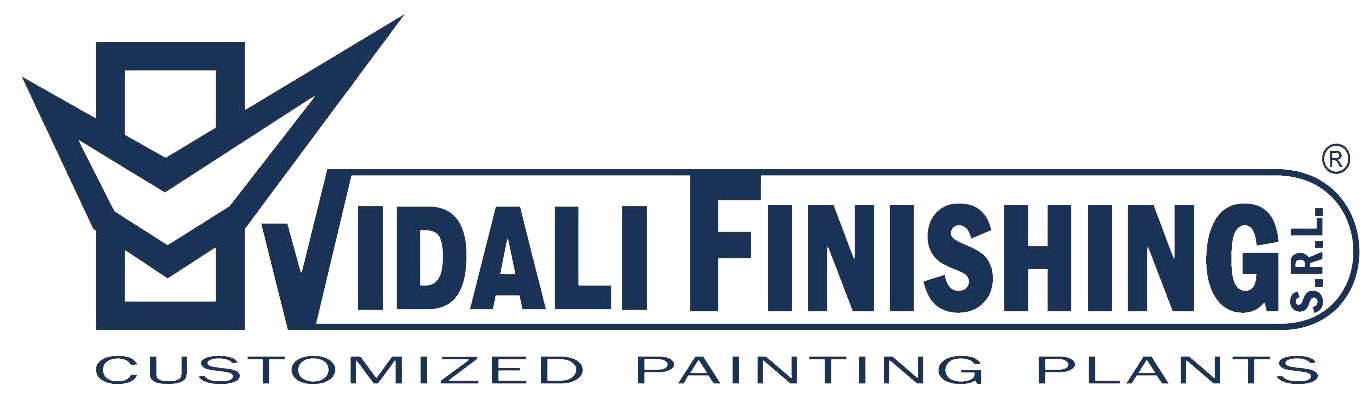 VIDALI FINISHING S.R.L. ®
CUSTOMIZED PAINTING PLANTS